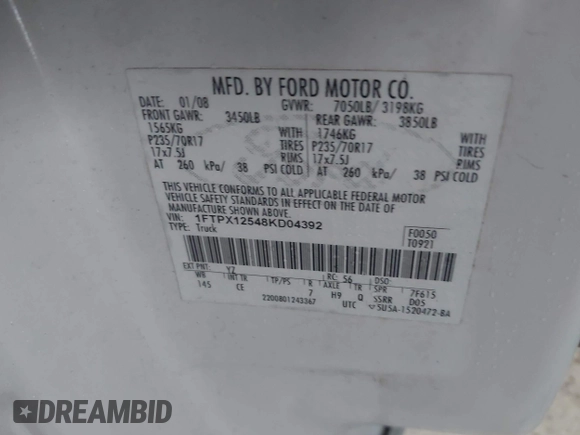 MFD. BY FORD MOTOR CO.
DATE: 01/08 GVWR: 7050LB/ 3198KG
FRONT GAWR: 3450LB REAR GAWR: 3850LB
1565KG WITH 1746KG WITH
P235/70R17 TIRES P235/70R17 TIRES
17x7.5J RIMS 17x7.5J RIMS
AT 260 kPa/ 38 PSI COLD AT 260 kPa/ 38 PSI COLD
THIS VEHICLE CONFORMS TO ALL APPLICABLE FEDERAL MOTOR
VEHICLE SAFETY STANDARDS IN EFFECT ON THE DATE OF
MANUFACTURE SHOWN ABOVE.
VIN: 1FTPX12548KD04392 F0050
TYPE: Truck T0921
EXT PNT: YZ RC: 56 DSO:
WB INT TR TP/PS R AXLE TR SPR 7F615
145 CE 7 H9 Q SSRR D05
2200801243367 UTC 5U5A-1520472-BA
DREAMBID